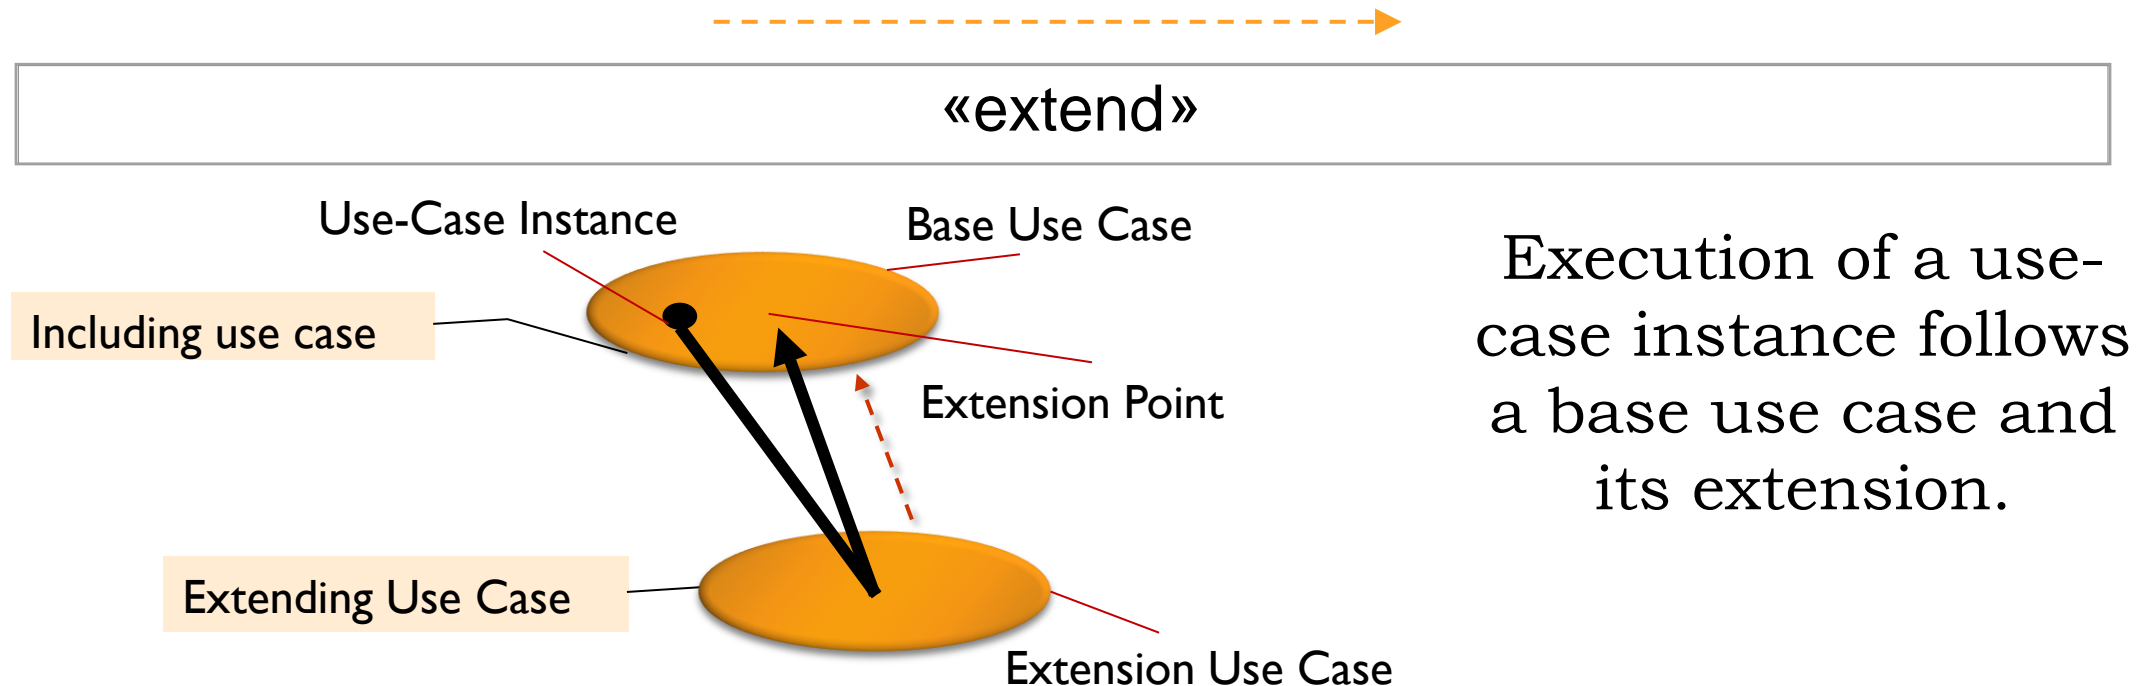 «extend»
Use-Case Instance
Base Use Case
Including use case
Extension Point
Extending Use Case
Extension Use Case
Execution of a use-
case instance follows
a base use case and
its extension.